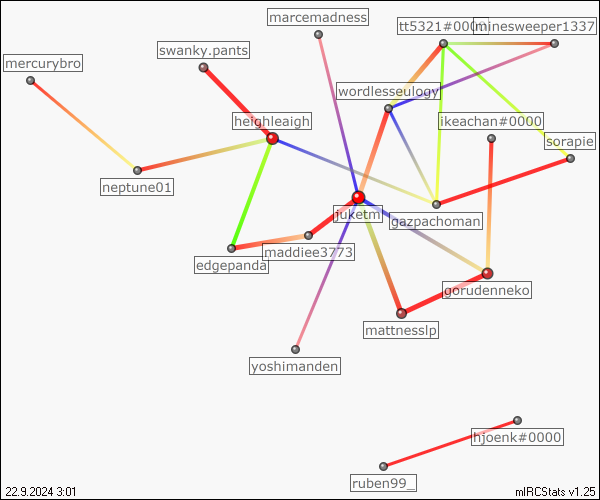 marcemadness
tt5321#0000
minesweeper1337
swanky.pants
mercurybro
wordlesseulogy
heighleaigh
ikeachan#0000
sorapie
neptune01
juketm
gazpachoman
maddiee3773
edgepanda
gorudenneko
mattnesslp
yoshimanden
hjoenk#0000
ruben99_
22.9.2024 3:01
mIRCStats v1.25